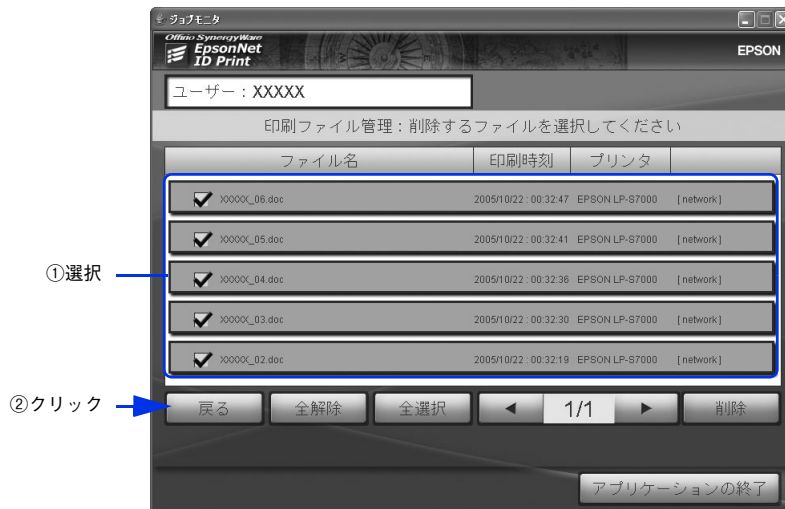 ジョブモニタ
Offirio SynergyWare
EpsonNet
ID Print
EPSON
ユーザー：XXXXX
印刷ファイル管理：削除するファイルを選択してください
ファイル名 印刷時刻 プリンタ
XXXXX_06.doc 2005/10/22 : 00:32:47 EPSON LP-S7000 [ network ]
XXXXX_05.doc 2005/10/22 : 00:32:41 EPSON LP-S7000 [ network ]
①選択
XXXXX_04.doc 2005/10/22 : 00:32:36 EPSON LP-S7000 [ network ]
XXXXX_03.doc 2005/10/22 : 00:32:30 EPSON LP-S7000 [ network ]
XXXXX_02.doc 2005/10/22 : 00:32:19 EPSON LP-S7000 [ network ]
②クリック
戻る 全解除 全選択 ◀ 1/1 ▶ 削除
アプリケーションの終了